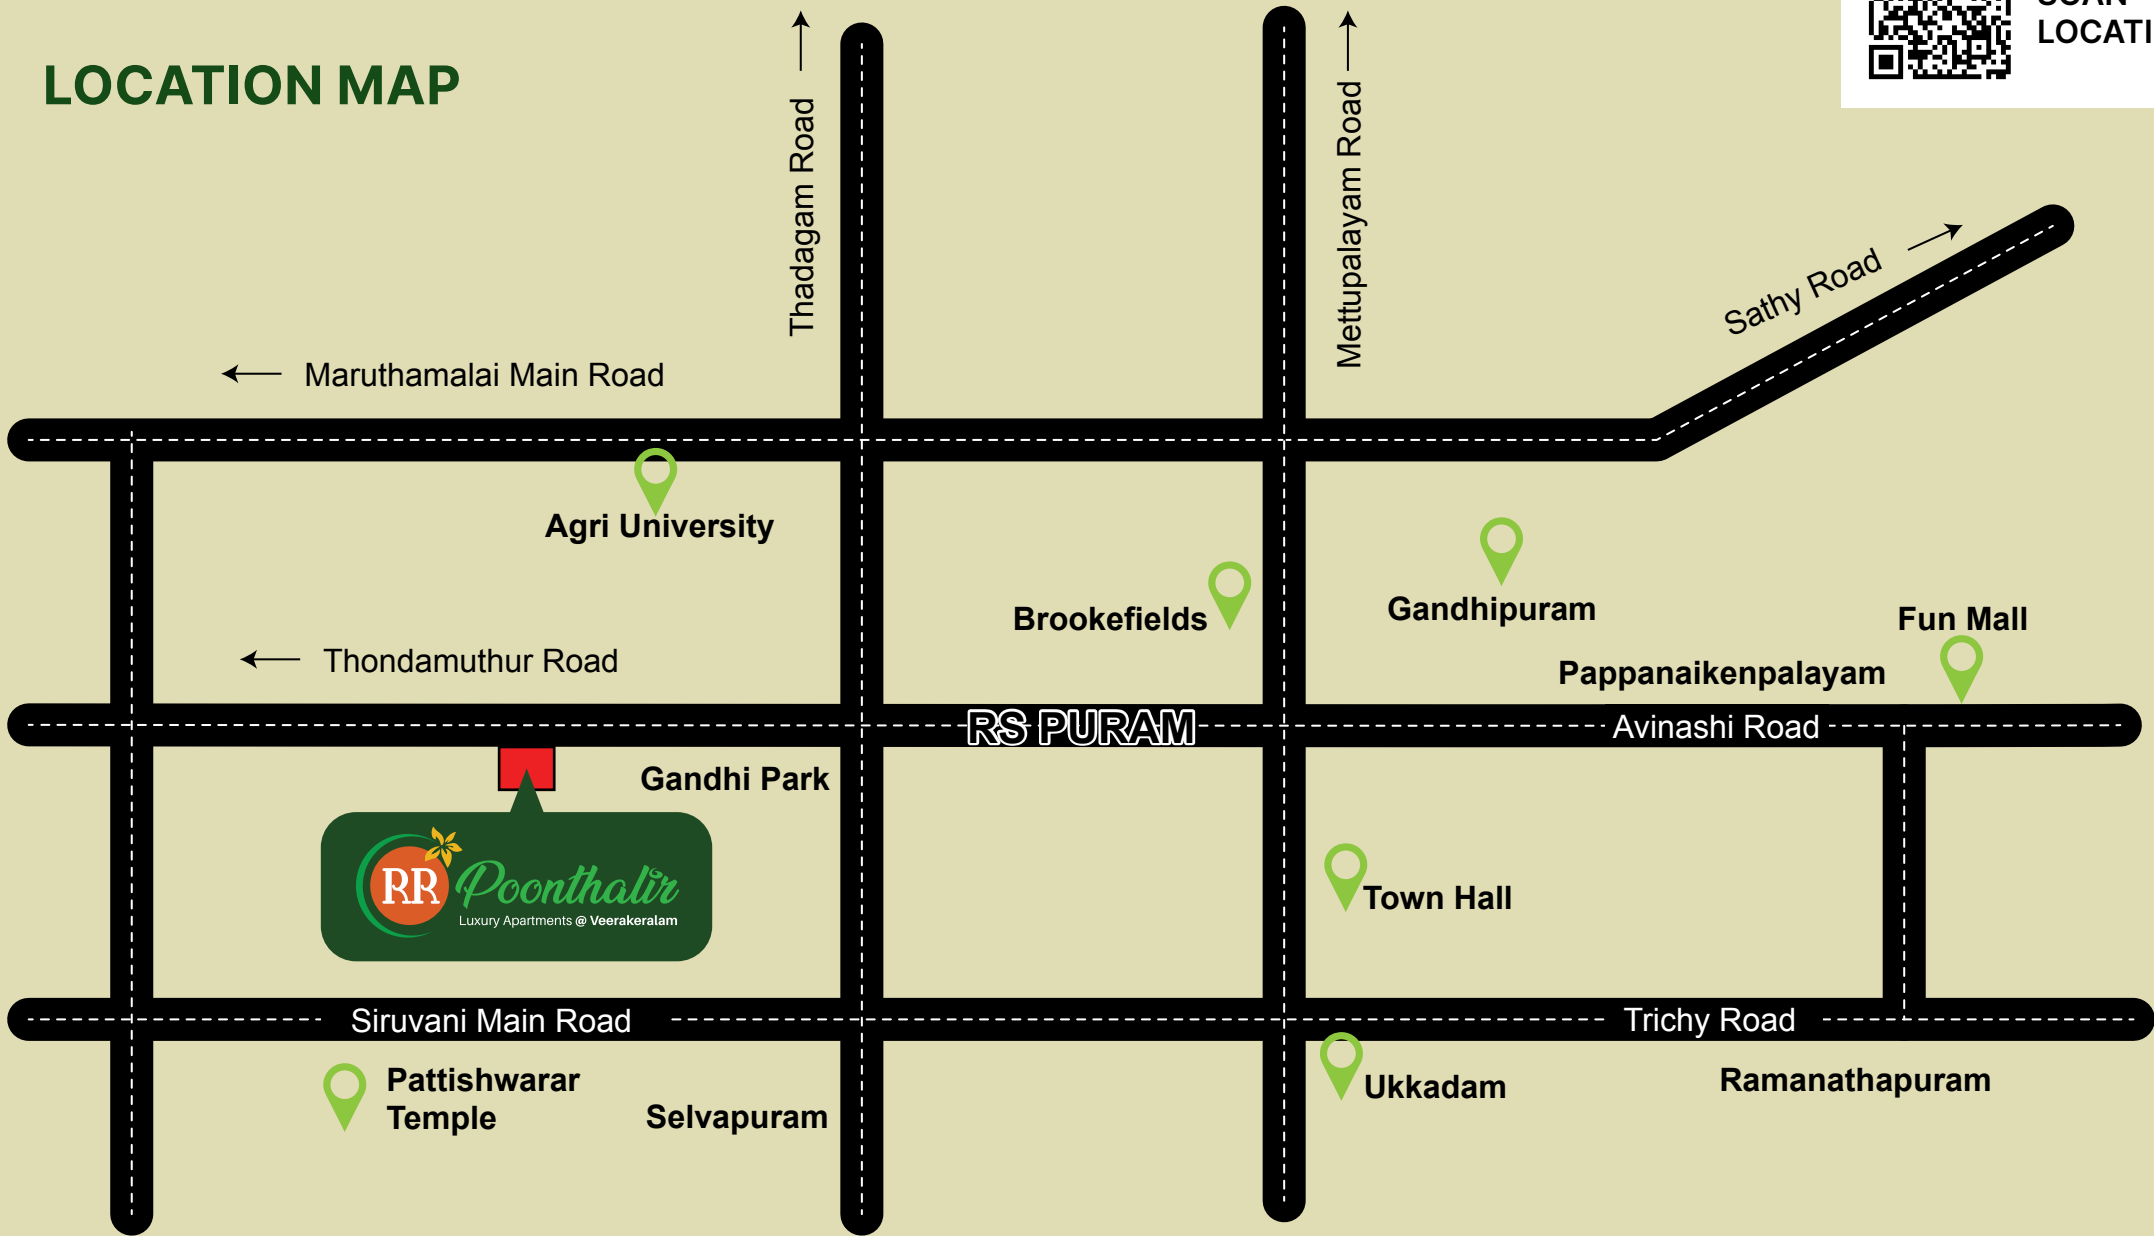 SCAN
LOCATI
LOCATION MAP
Thadagam Road
Mettupalayam Road
Sathy Road
Maruthamalai Main Road
Agri University
Brookefields
Gandhipuram
Fun Mall
Thondamuthur Road
Pappanaikenpalayam
RS PURAM
Avinashi Road
Gandhi Park
RR Poonthalir
Luxury Apartments @ Veerakeralam
Town Hall
Siruvani Main Road
Trichy Road
Pattishwarar
Temple
Selvapuram
Ukkadam
Ramanathapuram